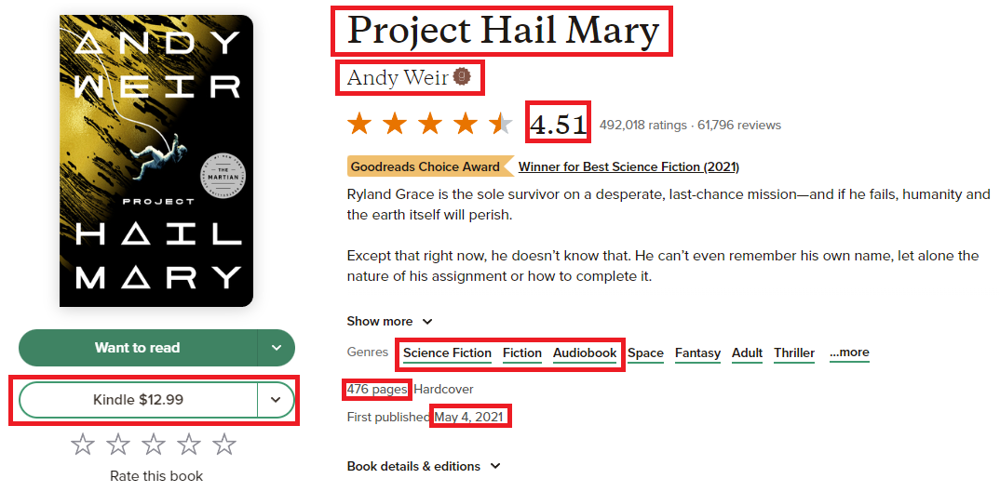 ANDY
WEIR
THE
MARTIAN
PROJECT
HAIL
MARY
Want to read
Kindle $12.99
Rate this book
Project Hail Mary
Andy Weir
4.51 492,018 ratings · 61,796 reviews
Goodreads Choice Award Winner for Best Science Fiction (2021)
Ryland Grace is the sole survivor on a desperate, last-chance mission—and if he fails, humanity and
the earth itself will perish.
Except that right now, he doesn’t know that. He can’t even remember his own name, let alone the
nature of his assignment or how to complete it.
Show more
Genres Science Fiction Fiction Audiobook Space Fantasy Adult Thriller ...more
476 pages, Hardcover
First published May 4, 2021
Book details & editions